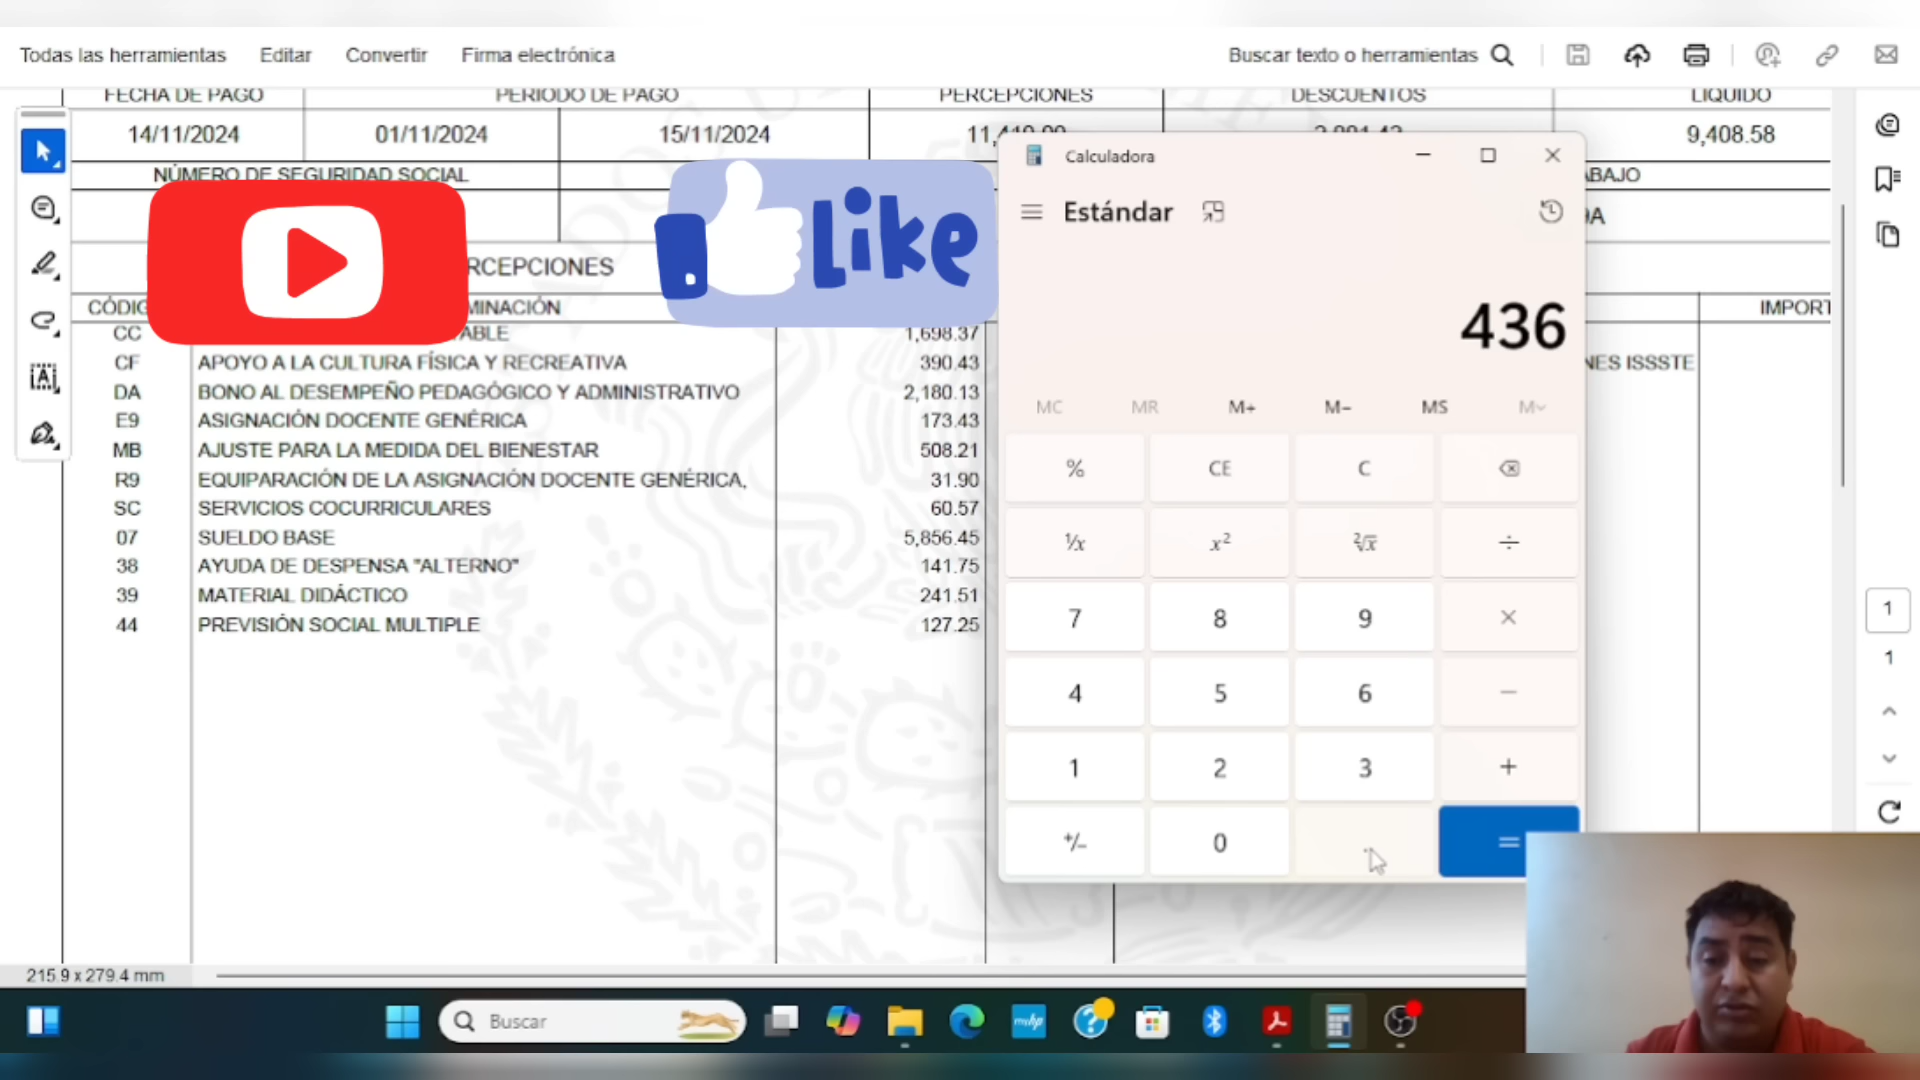 Todas las herramientas Editar Convertir Firma electrónica Buscar texto o herramientas
FECHA DE PAGO PERIODO DE PAGO PERCEPCIONES DESCUENTOS LÍQUIDO
14/11/2024 01/11/2024 15/11/2024 9,408.58
NÚMERO DE SEGURIDAD SOCIAL ABAJO
RCEPCIONES
CÓDIG MINACIÓN IMPORT
CC ABLE 1,698.37
CF APOYO A LA CULTURA FÍSICA Y RECREATIVA 390.43 NES ISSSTE
DA BONO AL DESEMPEÑO PEDAGÓGICO Y ADMINISTRATIVO 2,180.13
E9 ASIGNACIÓN DOCENTE GENÉRICA 173.43
MB AJUSTE PARA LA MEDIDA DEL BIENESTAR 508.21
R9 EQUIPARACIÓN DE LA ASIGNACIÓN DOCENTE GENÉRICA, 31.90
SC SERVICIOS COCURRICULARES 60.57
07 SUELDO BASE 5,856.45
38 AYUDA DE DESPENSA "ALTERNO" 141.75
39 MATERIAL DIDÁCTICO 241.51
44 PREVISIÓN SOCIAL MULTIPLE 127.25
like
Calculadora
Estándar
436
MC MR M+ M− MS M
% CE C
1/x x² ²√x ÷
7 8 9 ×
4 5 6 −
1 2 3 +
+/− 0 . =
1
1
215.9 x 279.4 mm
Buscar
myhp